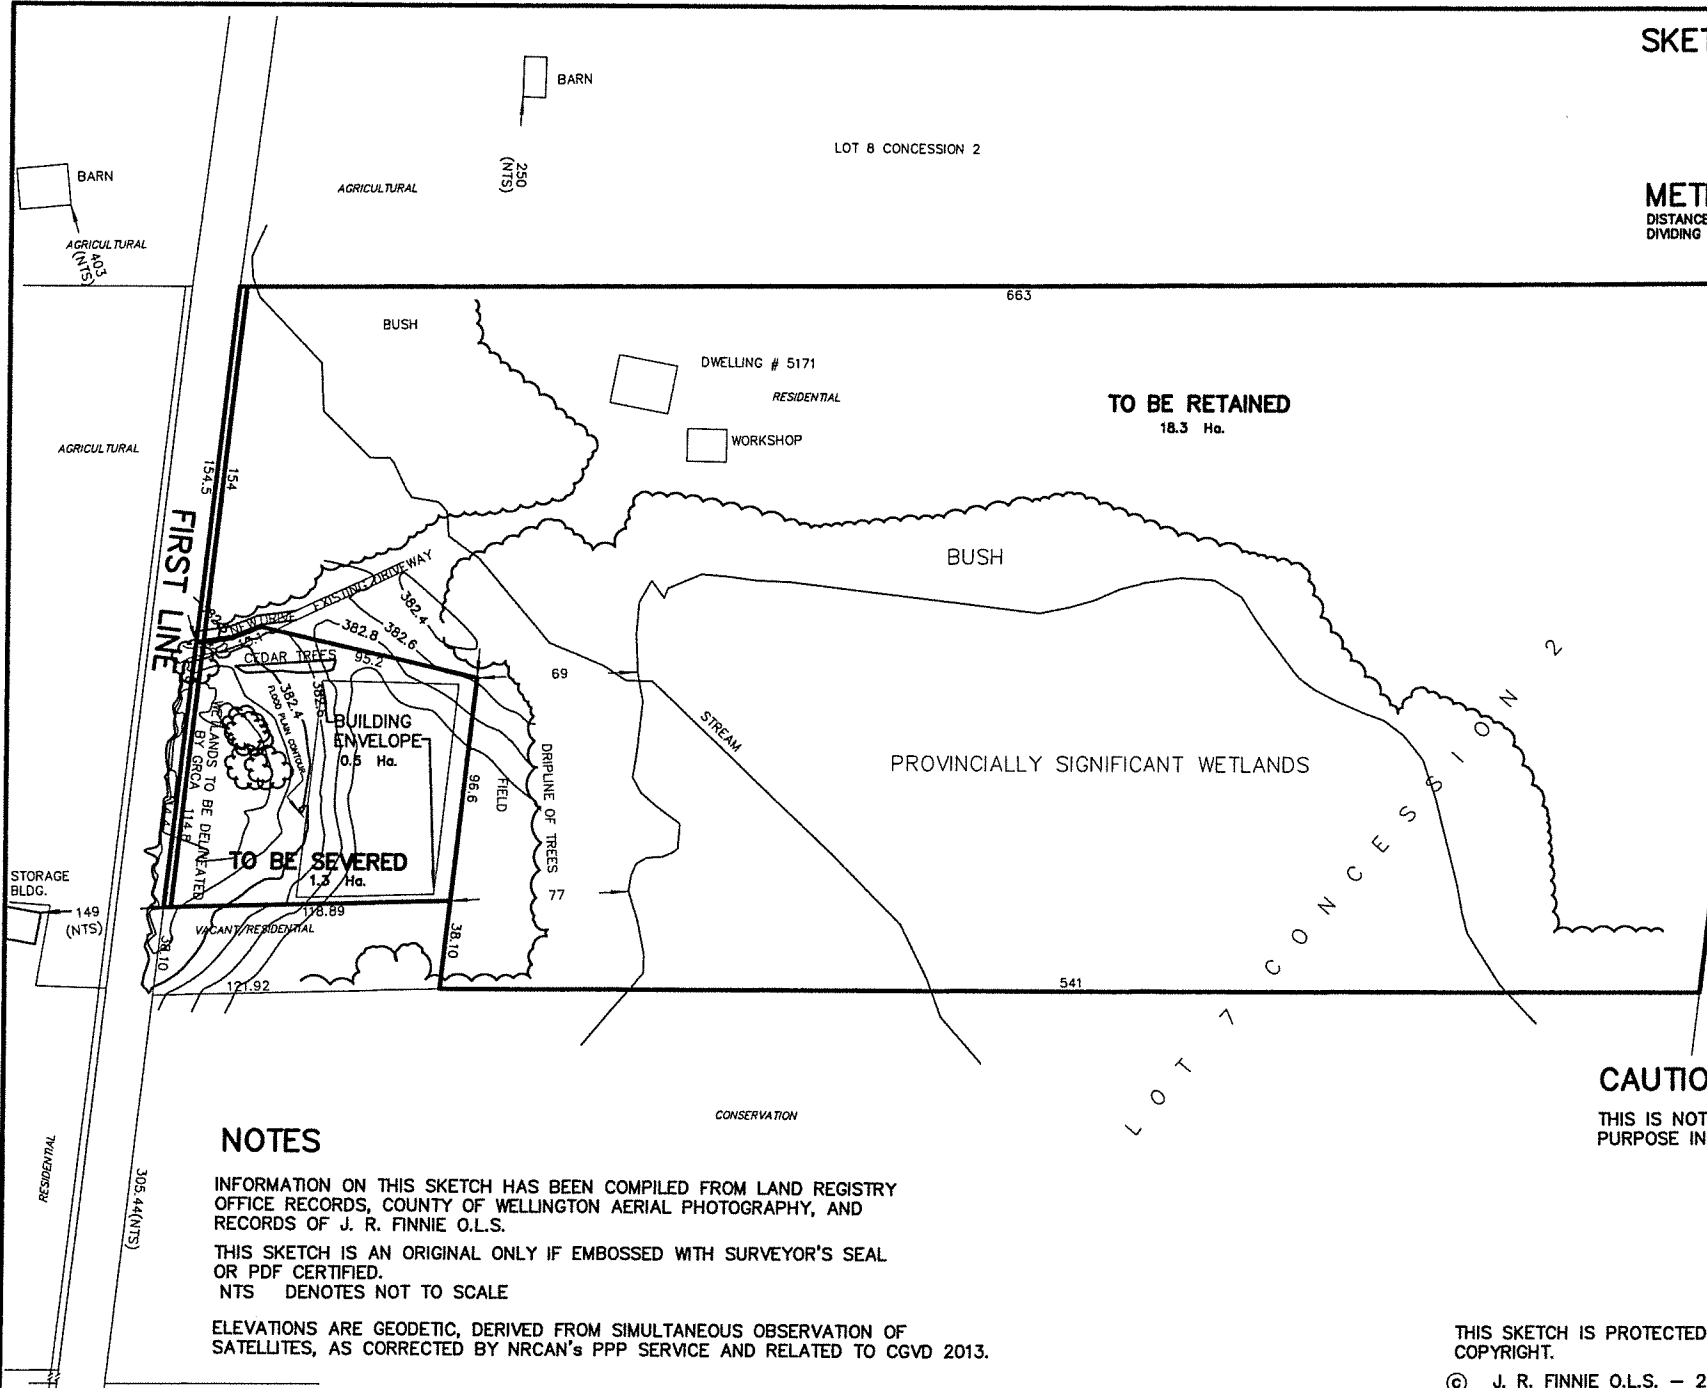 SKET
BARN
LOT 8 CONCESSION 2
250
(NTS)
BARN
AGRICULTURAL
METI
DISTANCE
DIVIDING
AGRICULTURAL
403
(NTS)
663
BUSH
DWELLING # 5171
RESIDENTIAL
TO BE RETAINED
18.3 Ha.
WORKSHOP
AGRICULTURAL
154.5
154
FIRST LINE
BUSH
EXISTING DRIVEWAY
NEW DRIVE
382.4
382.6
382.8
CEDAR TREES
95.2
69
382.4
382.6
FLOOD PLAIN CONTOUR
BUILDING
ENVELOPE
0.5 Ha.
WETLANDS TO BE DELINEATED
BY GRCA
STREAM
PROVINCIALLY SIGNIFICANT WETLANDS
96.6
FIELD
DRIPLINE OF TREES
114.8
TO BE SEVERED
1.3 Ha.
STORAGE
BLDG.
149
(NTS)
118.89
77
VACANT/RESIDENTIAL
38.10
38.10
121.92
541
LOT 7 CONCESSION 2
CAUTIO
THIS IS NOT
PURPOSE IN
CONSERVATION
RESIDENTIAL
305.44(NTS)
NOTES
INFORMATION ON THIS SKETCH HAS BEEN COMPILED FROM LAND REGISTRY
OFFICE RECORDS, COUNTY OF WELLINGTON AERIAL PHOTOGRAPHY, AND
RECORDS OF J. R. FINNIE O.L.S.
THIS SKETCH IS AN ORIGINAL ONLY IF EMBOSSED WITH SURVEYOR'S SEAL
OR PDF CERTIFIED.
NTS DENOTES NOT TO SCALE
ELEVATIONS ARE GEODETIC, DERIVED FROM SIMULTANEOUS OBSERVATION OF
SATELLITES, AS CORRECTED BY NRCAN's PPP SERVICE AND RELATED TO CGVD 2013.
THIS SKETCH IS PROTECTED
COPYRIGHT.
© J. R. FINNIE O.L.S. – 2